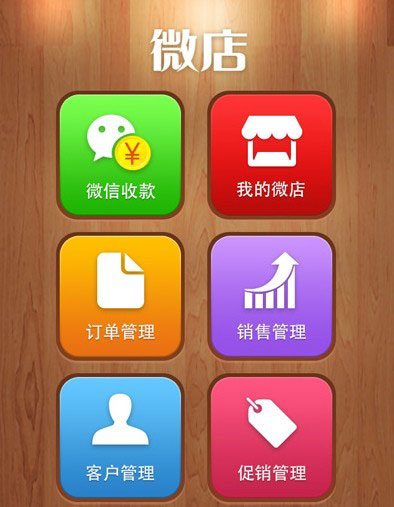 微店
微信收款
我的微店
订单管理
销售管理
客户管理
促销管理